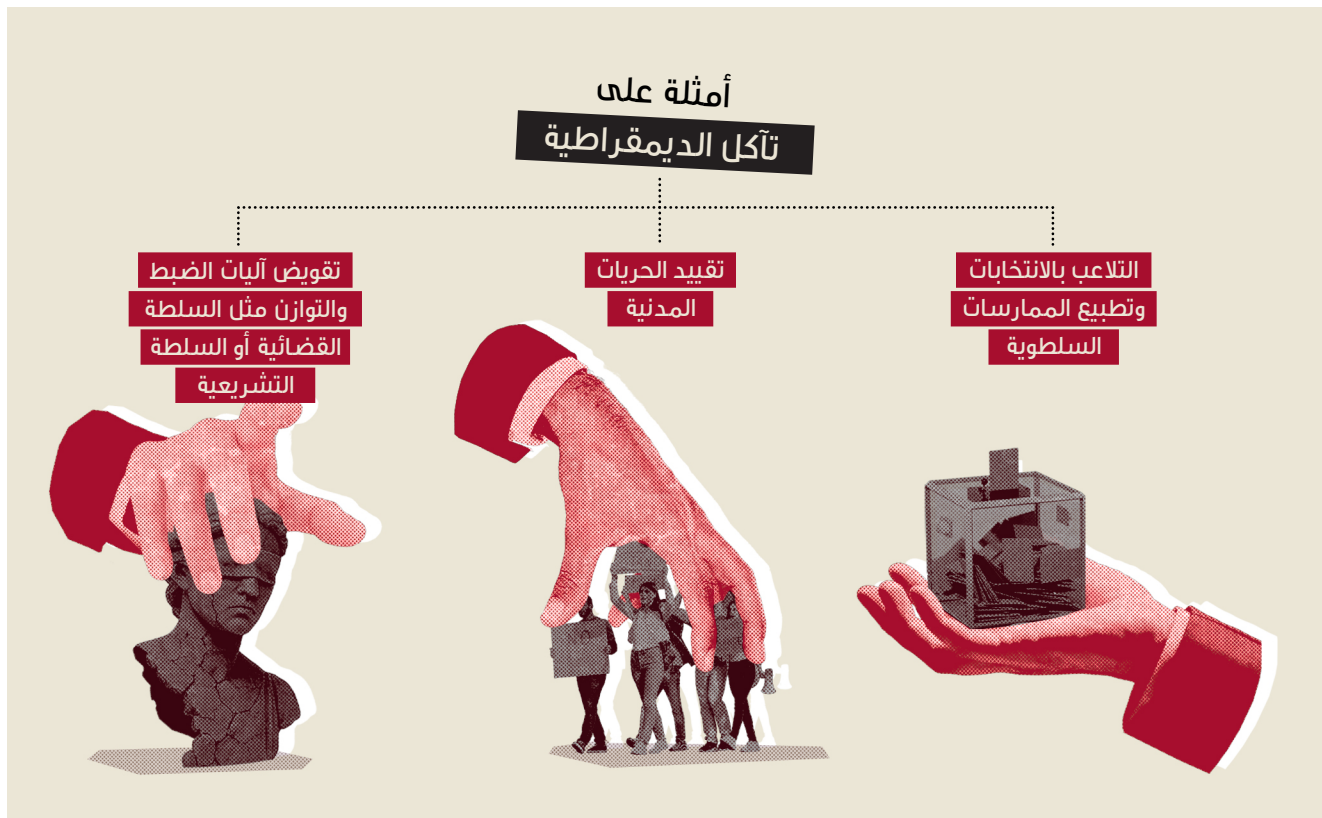 أمثلة على
تآكل الديمقراطية
التلاعب بالانتخابات
وتطبيع الممارسات
السلطوية
تقييد الحريات
المدنية
تقويض آليات الضبط
والتوازن مثل السلطة
القضائية أو السلطة
التشريعية